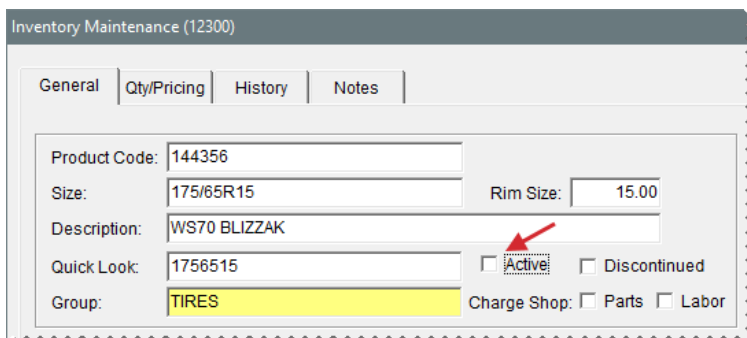 Inventory Maintenance (12300)
General Qty/Pricing History Notes
Product Code: 144356
Size: 175/65R15 Rim Size: 15.00
Description: WS70 BLIZZAK
Quick Look: 1756515 Active Discontinued
Group: TIRES Charge Shop: Parts Labor